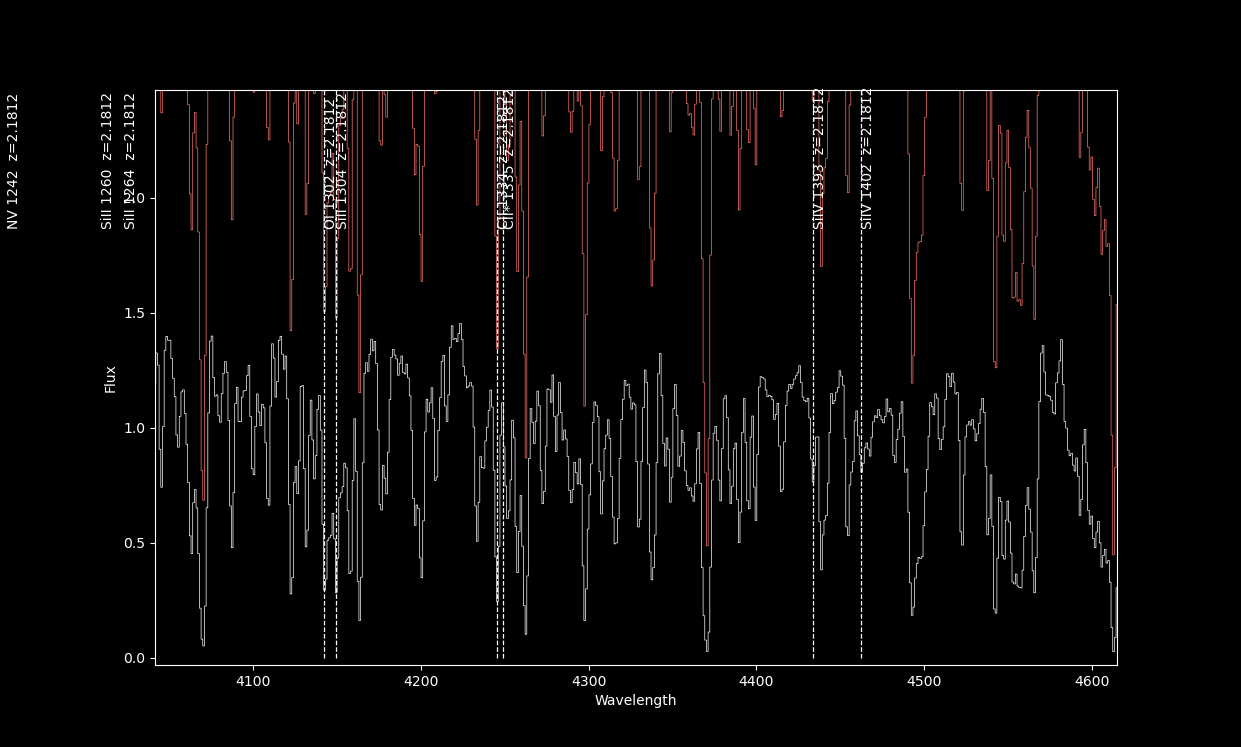 NV 1242 z=2.1812
SiII 1260 z=2.1812
SiII 1264 z=2.1812
OI 1302 z=2.1812
SiII 1304 z=2.1812
CII 1334 z=2.1812
CII* 1335 z=2.1812
SiIV 1393 z=2.1812
SiIV 1402 z=2.1812
2.0
1.5
1.0
0.5
0.0
Flux
4100 4200 4300 4400 4500 4600
Wavelength